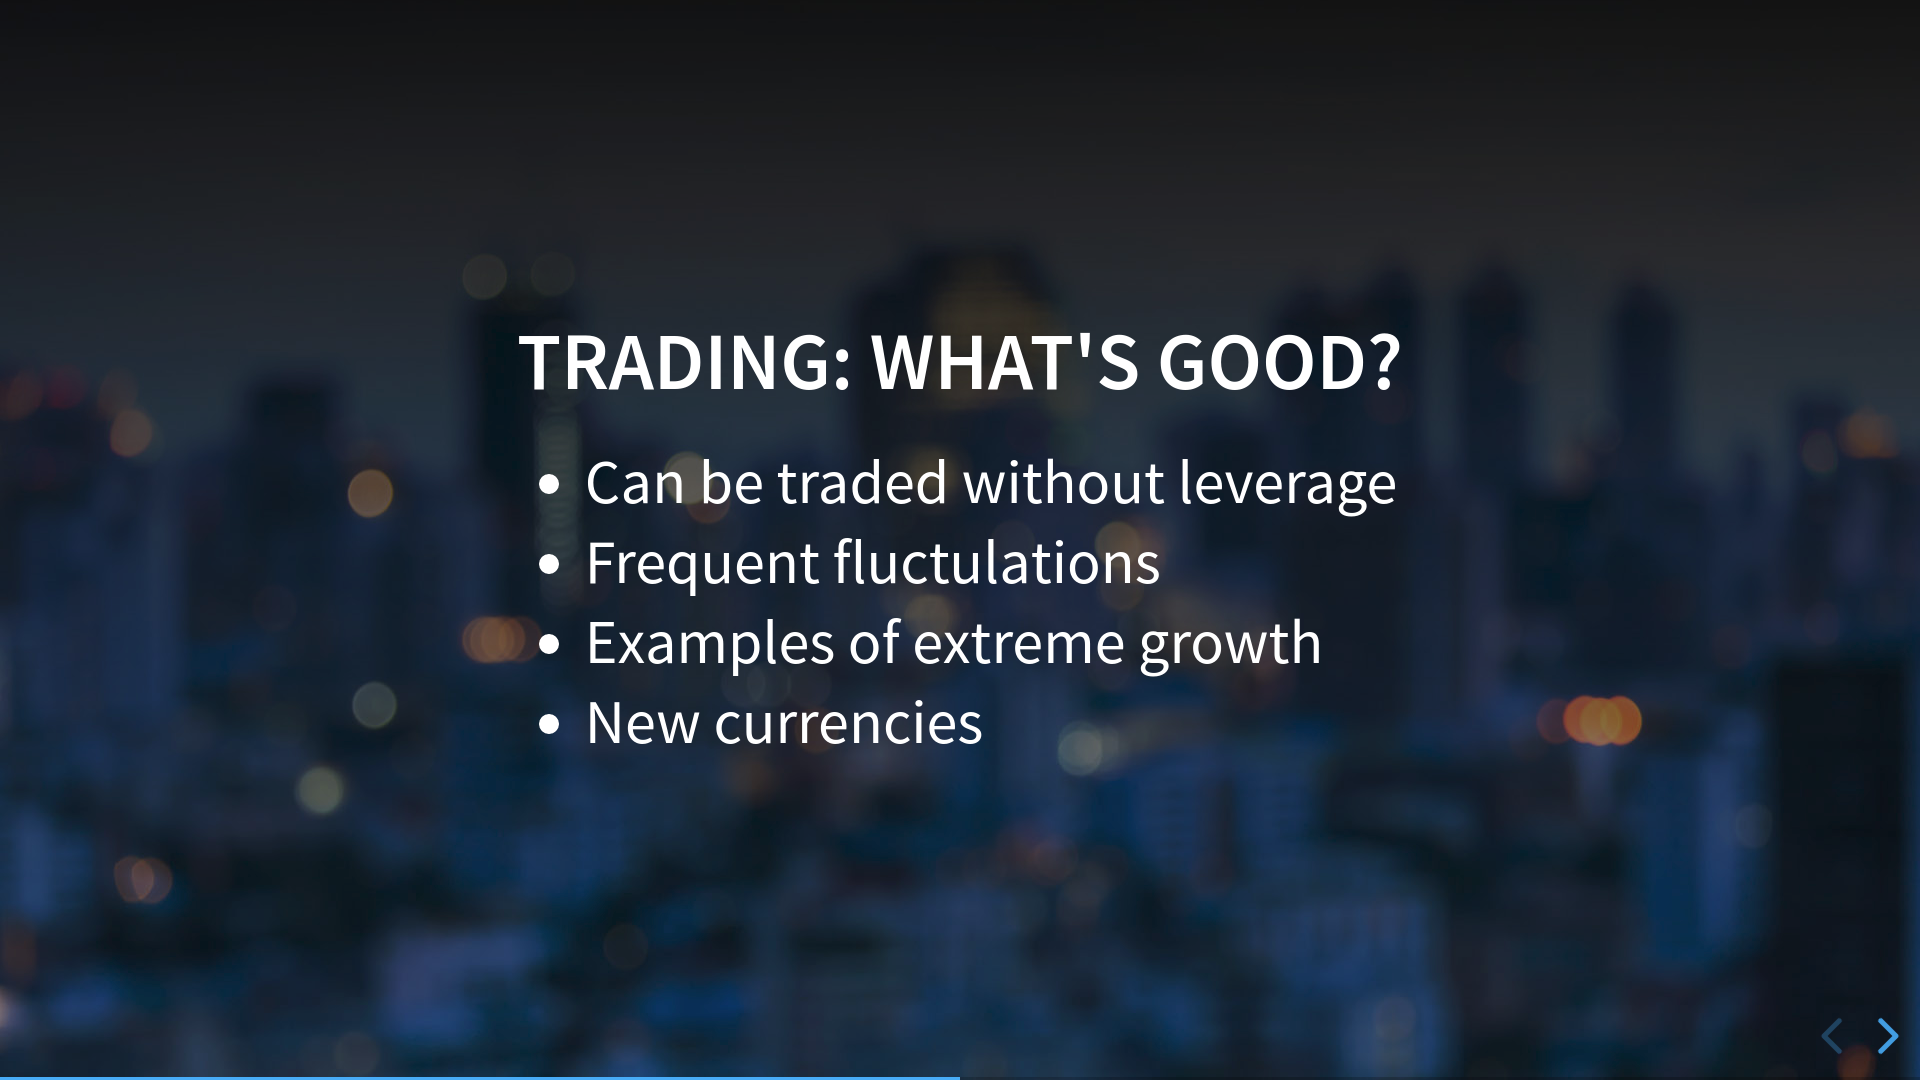 TRADING: WHAT'S GOOD?
Can be traded without leverage
Frequent fluctulations
Examples of extreme growth
New currencies